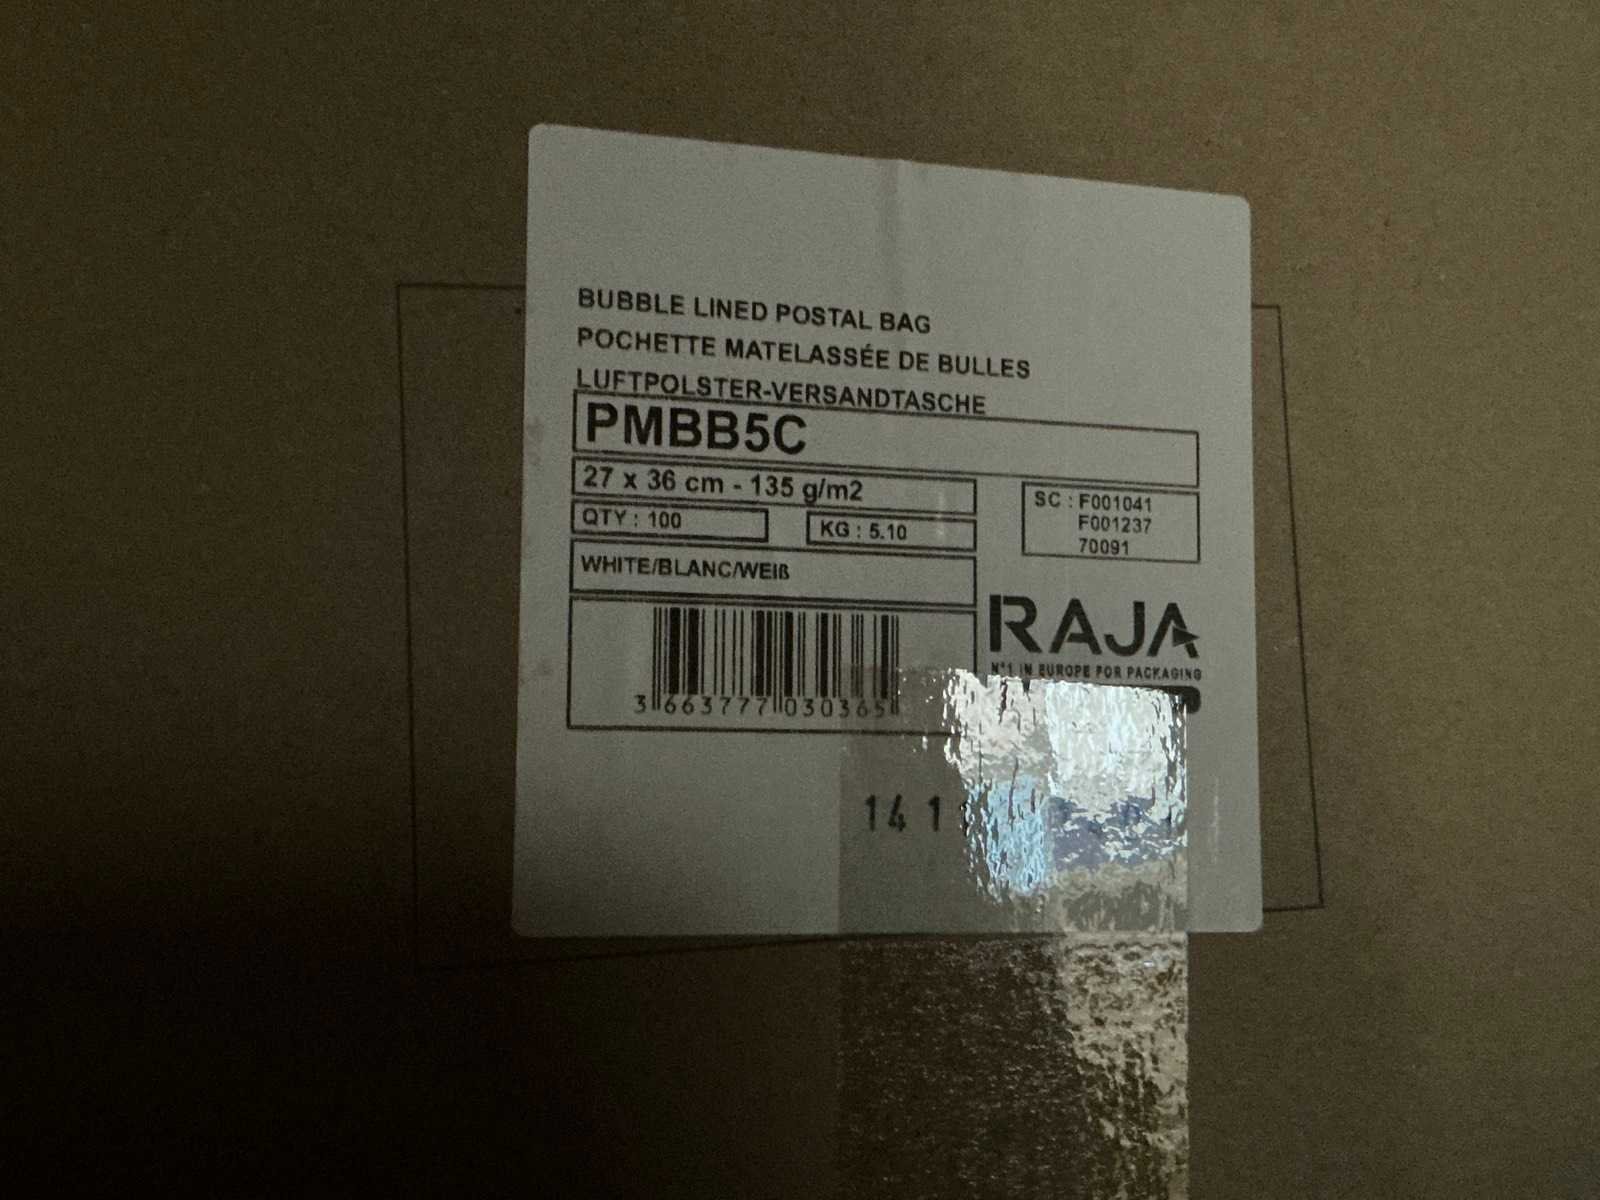 BUBBLE LINED POSTAL BAG
POCHETTE MATELASSÉE DE BULLES
LUFTPOLSTER-VERSANDTASCHE
PMBB5C
27 x 36 cm - 135 g/m2
QTY : 100
KG : 5.10
SC : F001041
F001237
70091
WHITE/BLANC/WEIß
RAJA
N°1 IN EUROPE FOR PACKAGING
3 663777 030365
14 1